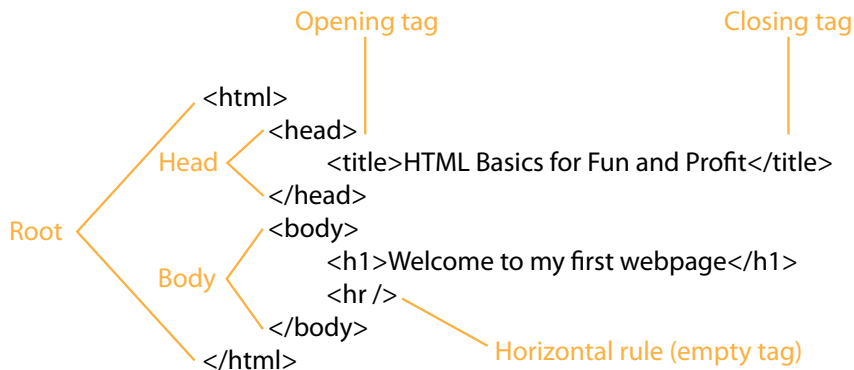 Opening tag
Closing tag
<html>
<head>
Head
<title>HTML Basics for Fun and Profit</title>
</head>
Root
<body>
<h1>Welcome to my first webpage</h1>
Body
<hr />
</body>
Horizontal rule (empty tag)
</html>